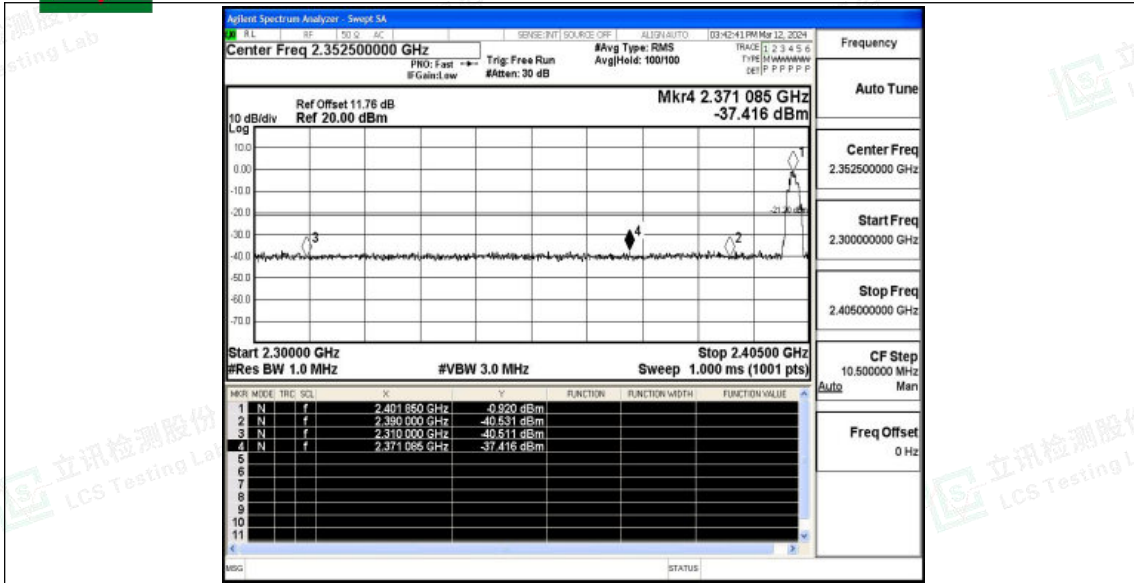 Agilent Spectrum Analyzer - Swept SA
RL RF 50 Ω AC SENSE:INT SOURCE OFF ALIGN AUTO 03:42:41 PM Mar 12, 2024
Center Freq 2.352500000 GHz
PNO: Fast
IFGain:Low
Trig: Free Run
#Atten: 30 dB
#Avg Type: RMS
Avg|Hold: 100/100
TRACE 1 2 3 4 5 6
TYPE M WWWWW
DET P P P P P P
Ref Offset 11.76 dB
10 dB/div Ref 20.00 dBm
Log
Mkr4 2.371 085 GHz
-37.416 dBm
10.0
0.00
-10.0
-20.0
-30.0
-40.0
-50.0
-60.0
-70.0
1
-21.20 dBm
3
4
2
Start 2.30000 GHz Stop 2.40500 GHz
#Res BW 1.0 MHz #VBW 3.0 MHz Sweep 1.000 ms (1001 pts)
MKR MODE TRC SCL X Y FUNCTION FUNCTION WIDTH FUNCTION VALUE
1 N f 2.401 850 GHz -0.920 dBm
2 N f 2.390 000 GHz -40.531 dBm
3 N f 2.310 000 GHz -40.511 dBm
4 N f 2.371 085 GHz -37.416 dBm
5
6
7
8
9
10
11
MSG STATUS
Frequency
Auto Tune
Center Freq
2.352500000 GHz
Start Freq
2.300000000 GHz
Stop Freq
2.405000000 GHz
CF Step
10.500000 MHz
Auto Man
Freq Offset
0 Hz
立讯检测股份
LCS Testing Lab
立讯检测股份
LCS Testing L